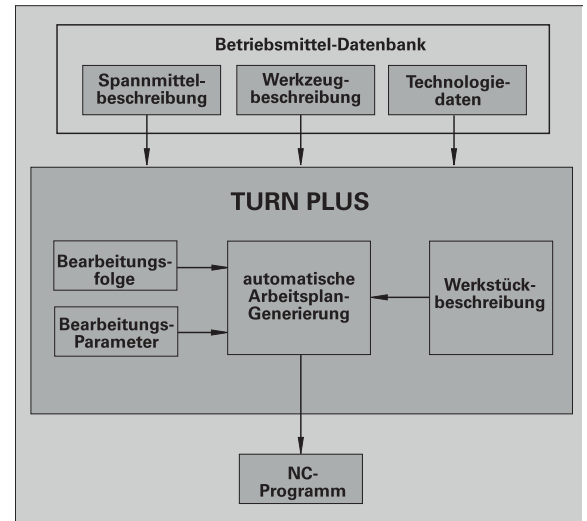 Betriebsmittel-Datenbank
Spannmittel-
beschreibung
Werkzeug-
beschreibung
Technologie-
daten
TURN PLUS
Bearbeitungs-
folge
Bearbeitungs-
Parameter
automatische
Arbeitsplan-
Generierung
Werkstück-
beschreibung
NC-
Programm